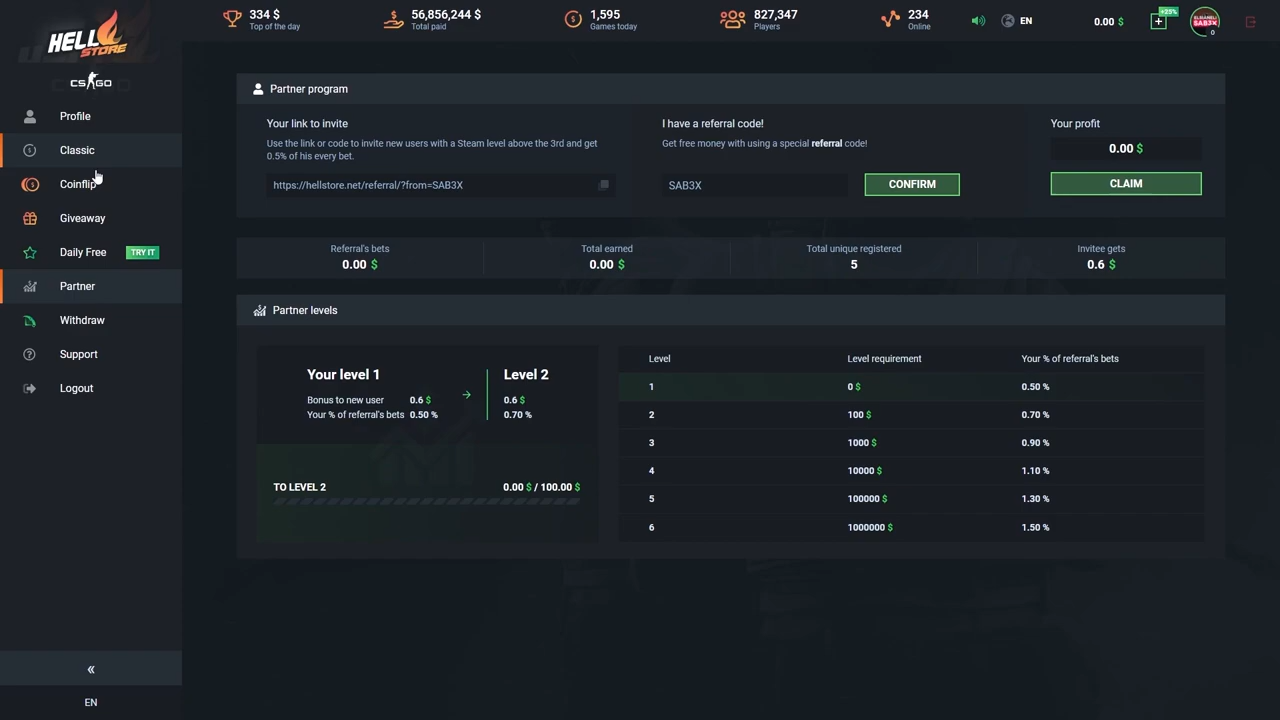 HELL
STORE
CS GO
334 $
Top of the day
56,856,244 $
Total paid
1,595
Games today
827,347
Players
234
Online
EN
0.00 $
+25%
SAB3X
0
Profile
Classic
Coinflip
Giveaway
Daily Free TRY IT
Partner
Withdraw
Support
Logout
«
EN
Partner program
Your link to invite
Use the link or code to invite new users with a Steam level above the 3rd and get
0.5% of his every bet.
https://hellstore.net/referral/?from=SAB3X
I have a referral code!
Get free money with using a special referral code!
SAB3X
CONFIRM
Your profit
0.00 $
CLAIM
Referral's bets
0.00 $
Total earned
0.00 $
Total unique registered
5
Invitee gets
0.6 $
Partner levels
Your level 1
Bonus to new user 0.6 $
Your % of referral's bets 0.50 %
Level 2
0.6 $
0.70 %
TO LEVEL 2 0.00 $ / 100.00 $
Level Level requirement Your % of referral's bets
1 0 $ 0.50 %
2 100 $ 0.70 %
3 1000 $ 0.90 %
4 10000 $ 1.10 %
5 100000 $ 1.30 %
6 1000000 $ 1.50 %